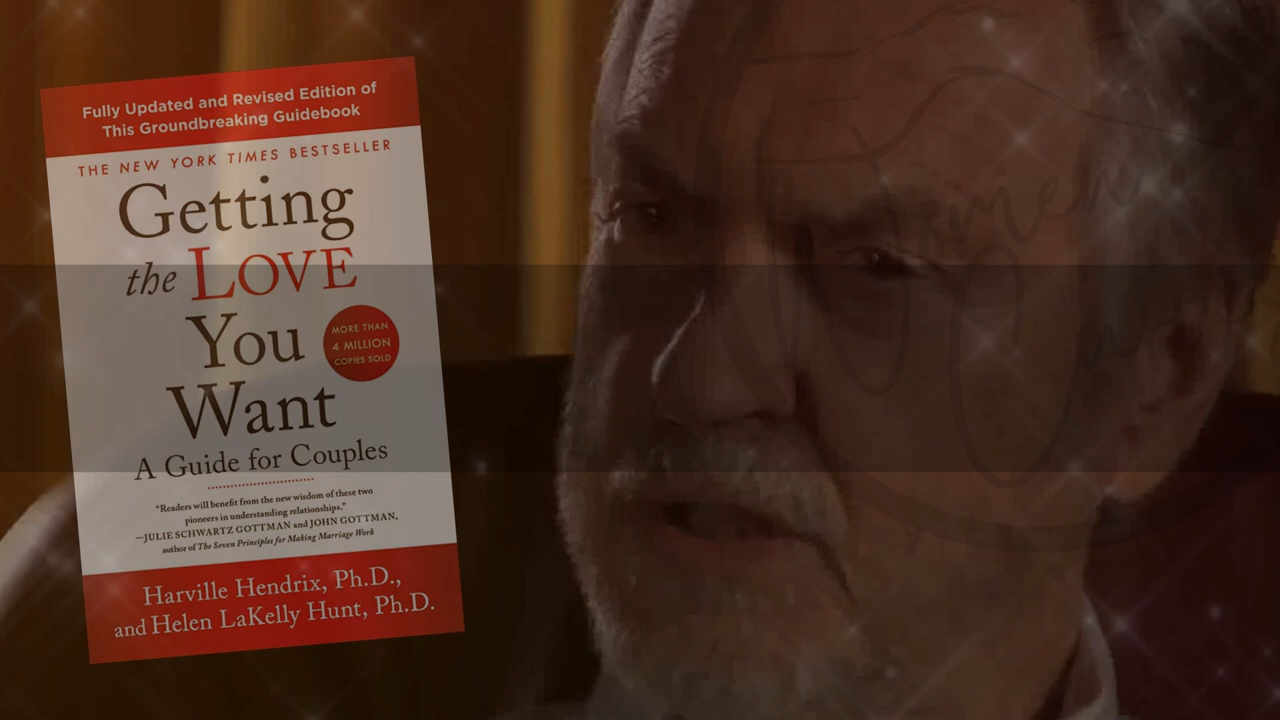 Fully Updated and Revised Edition of
This Groundbreaking Guidebook
THE NEW YORK TIMES BESTSELLER
Getting
the LOVE
You
Want
MORE THAN
4 MILLION
COPIES SOLD
A Guide for Couples
"Readers will benefit from the new wisdom of these two
pioneers in understanding relationships."
—JULIE SCHWARTZ GOTTMAN and JOHN GOTTMAN,
author of The Seven Principles for Making Marriage Work
Harville Hendrix, Ph.D.,
and Helen LaKelly Hunt, Ph.D.